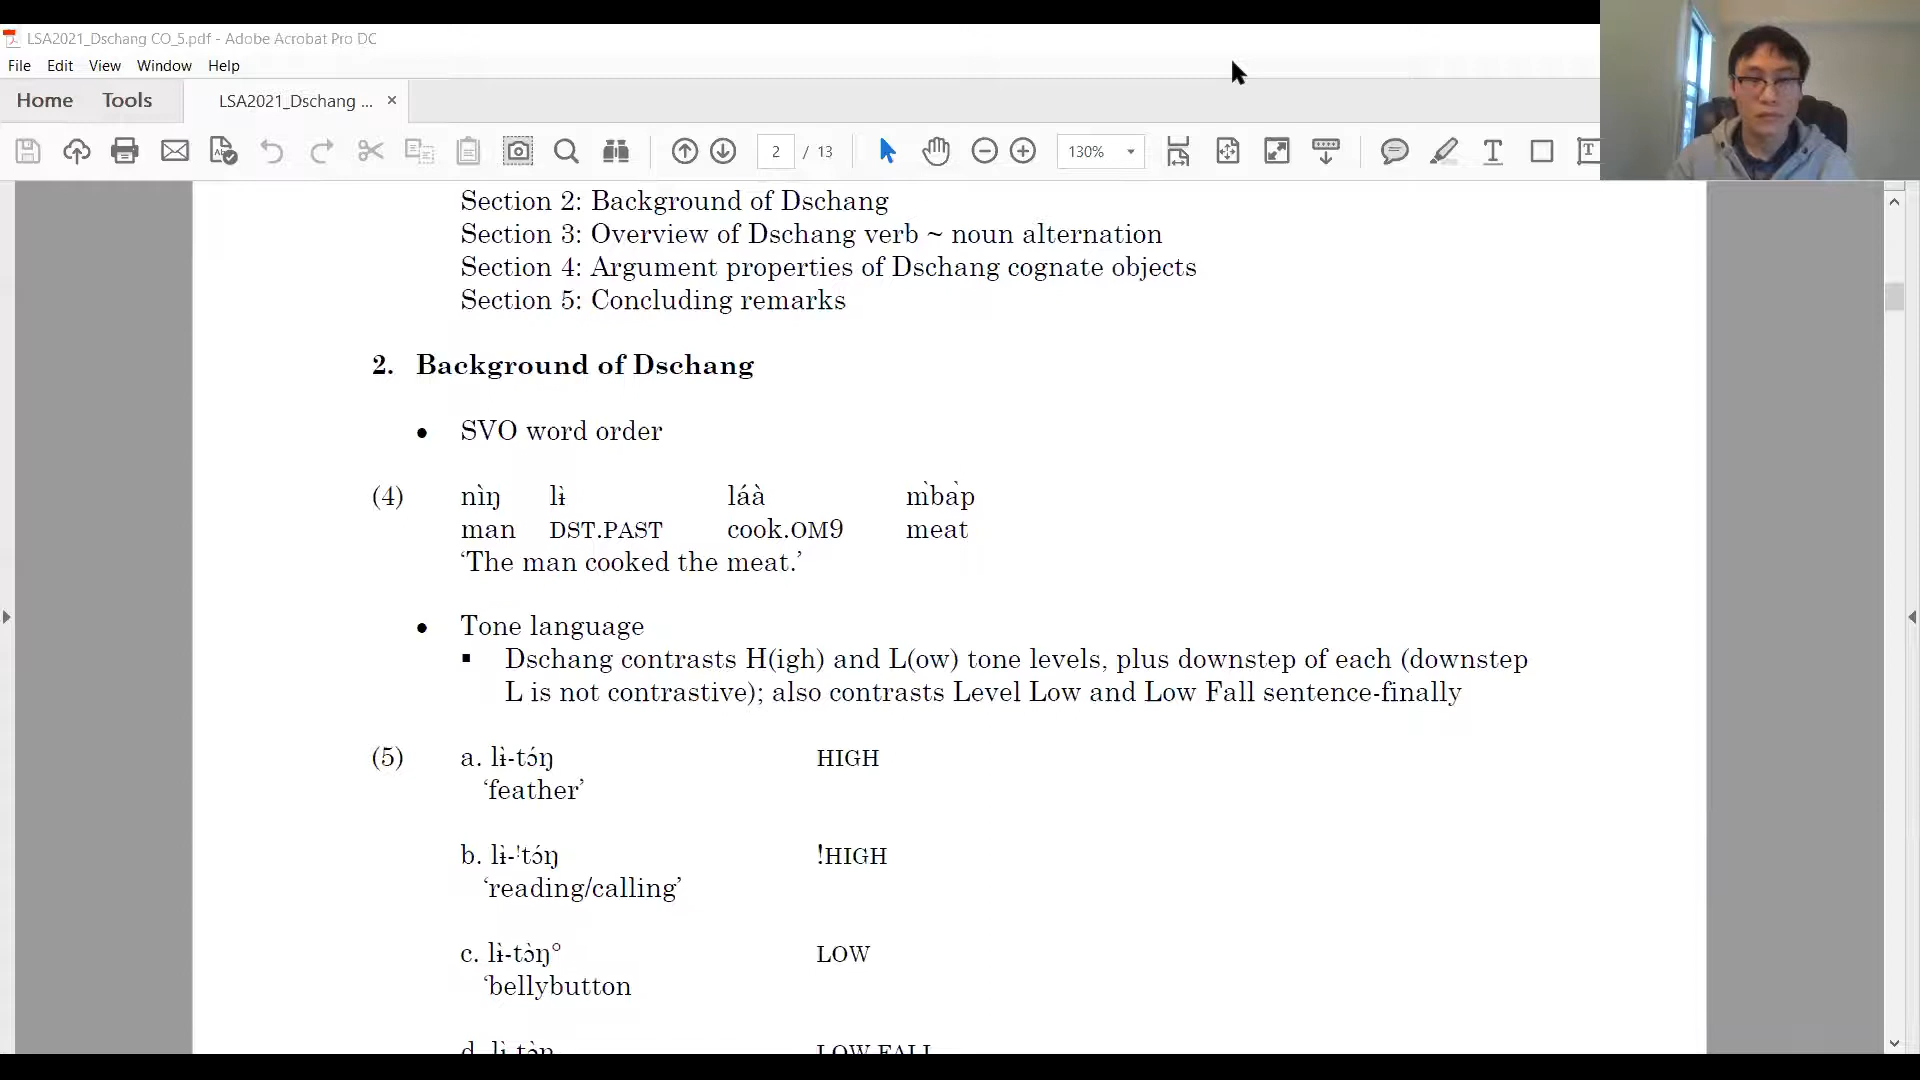 LSA2021_Dschang CO_5.pdf - Adobe Acrobat Pro DC
File Edit View Window Help
Home Tools LSA2021_Dschang ... ×
2 / 13 130%
Section 2: Background of Dschang
Section 3: Overview of Dschang verb ~ noun alternation
Section 4: Argument properties of Dschang cognate objects
Section 5: Concluding remarks
2. Background of Dschang
• SVO word order
(4) nìŋ lɨ̀ láà m̀bàp
man DST.PAST cook.OM9 meat
‘The man cooked the meat.’
• Tone language
▪ Dschang contrasts H(igh) and L(ow) tone levels, plus downstep of each (downstep
L is not contrastive); also contrasts Level Low and Low Fall sentence-finally
(5) a. lɨ̀-tɔ́ŋ HIGH
‘feather’
b. lɨ̀-ꜝtɔ́ŋ !HIGH
‘reading/calling’
c. lɨ̀-tɔ̀ŋ° LOW
‘bellybutton
d. lɨ̀-tɔ̀ŋ LOW FALL